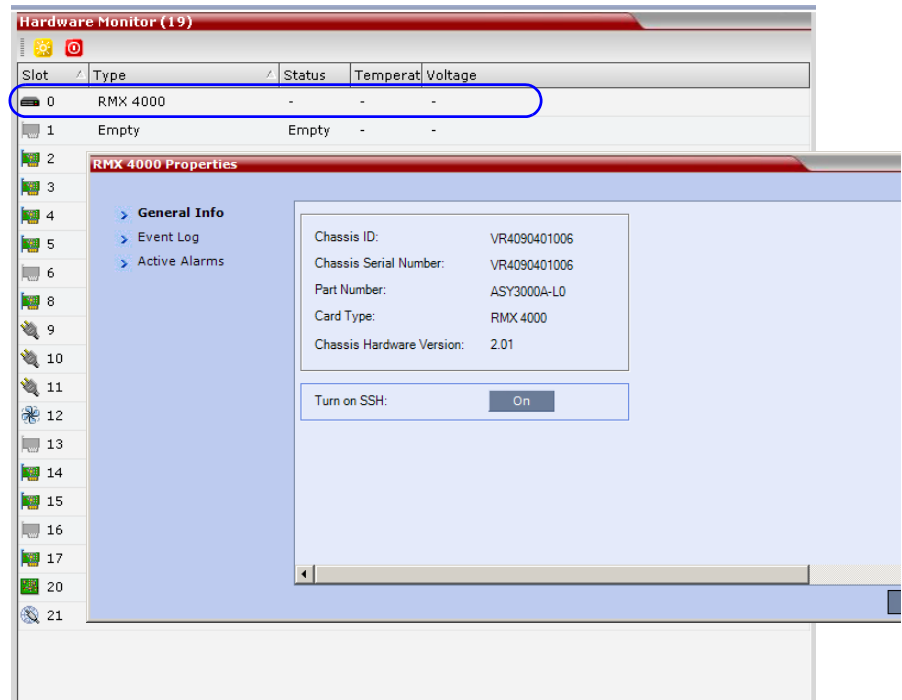 Hardware Monitor (19)
Slot Type Status Temperat Voltage
0 RMX 4000 - - -
1 Empty Empty - -
2
RMX 4000 Properties
3
4
General Info
5
Event Log
Active Alarms
6
8
9
10
11
12
13
14
15
16
17
20
21
Chassis ID: VR4090401006
Chassis Serial Number: VR4090401006
Part Number: ASY3000A-L0
Card Type: RMX 4000
Chassis Hardware Version: 2.01
Turn on SSH: On